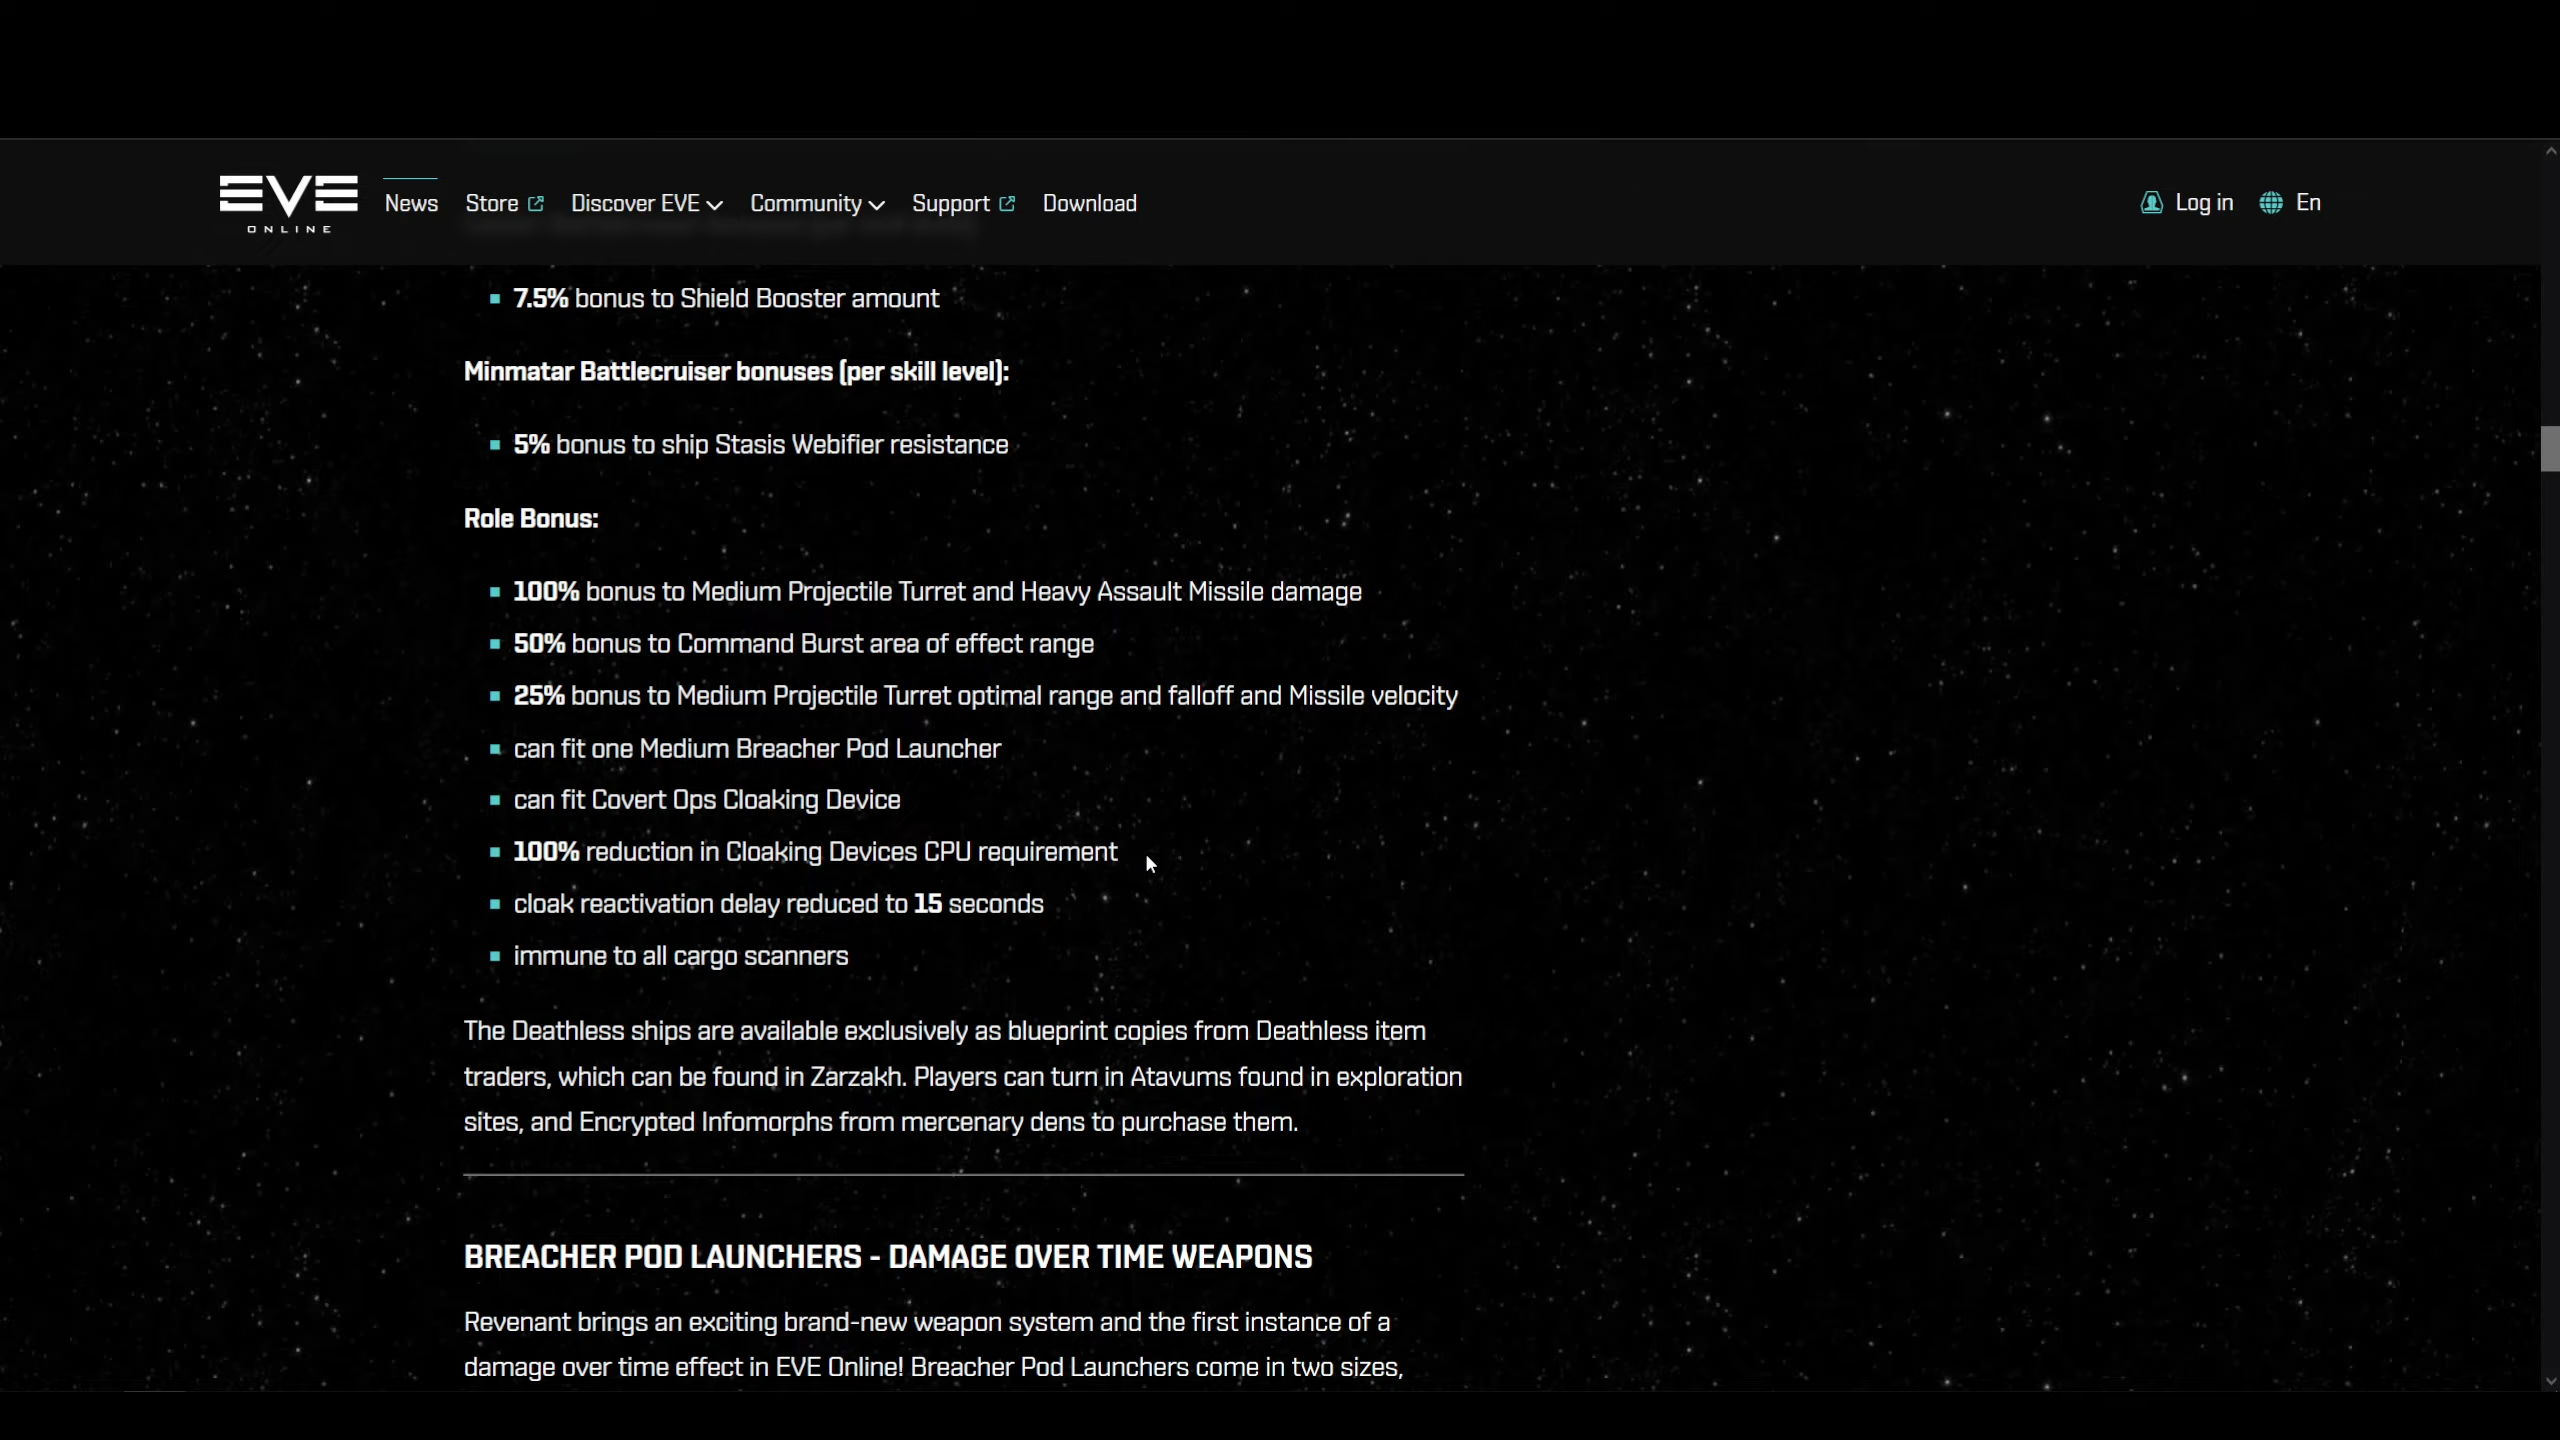 EVE
ONLINE
News
Store
Discover EVE
Community
Support
Download
Log in
En
7.5% bonus to Shield Booster amount
Minmatar Battlecruiser bonuses (per skill level):
5% bonus to ship Stasis Webifier resistance
Role Bonus:
100% bonus to Medium Projectile Turret and Heavy Assault Missile damage
50% bonus to Command Burst area of effect range
25% bonus to Medium Projectile Turret optimal range and falloff and Missile velocity
can fit one Medium Breacher Pod Launcher
can fit Covert Ops Cloaking Device
100% reduction in Cloaking Devices CPU requirement
cloak reactivation delay reduced to 15 seconds
immune to all cargo scanners
The Deathless ships are available exclusively as blueprint copies from Deathless item
traders, which can be found in Zarzakh. Players can turn in Atavums found in exploration
sites, and Encrypted Infomorphs from mercenary dens to purchase them.
BREACHER POD LAUNCHERS - DAMAGE OVER TIME WEAPONS
Revenant brings an exciting brand-new weapon system and the first instance of a
damage over time effect in EVE Online! Breacher Pod Launchers come in two sizes,